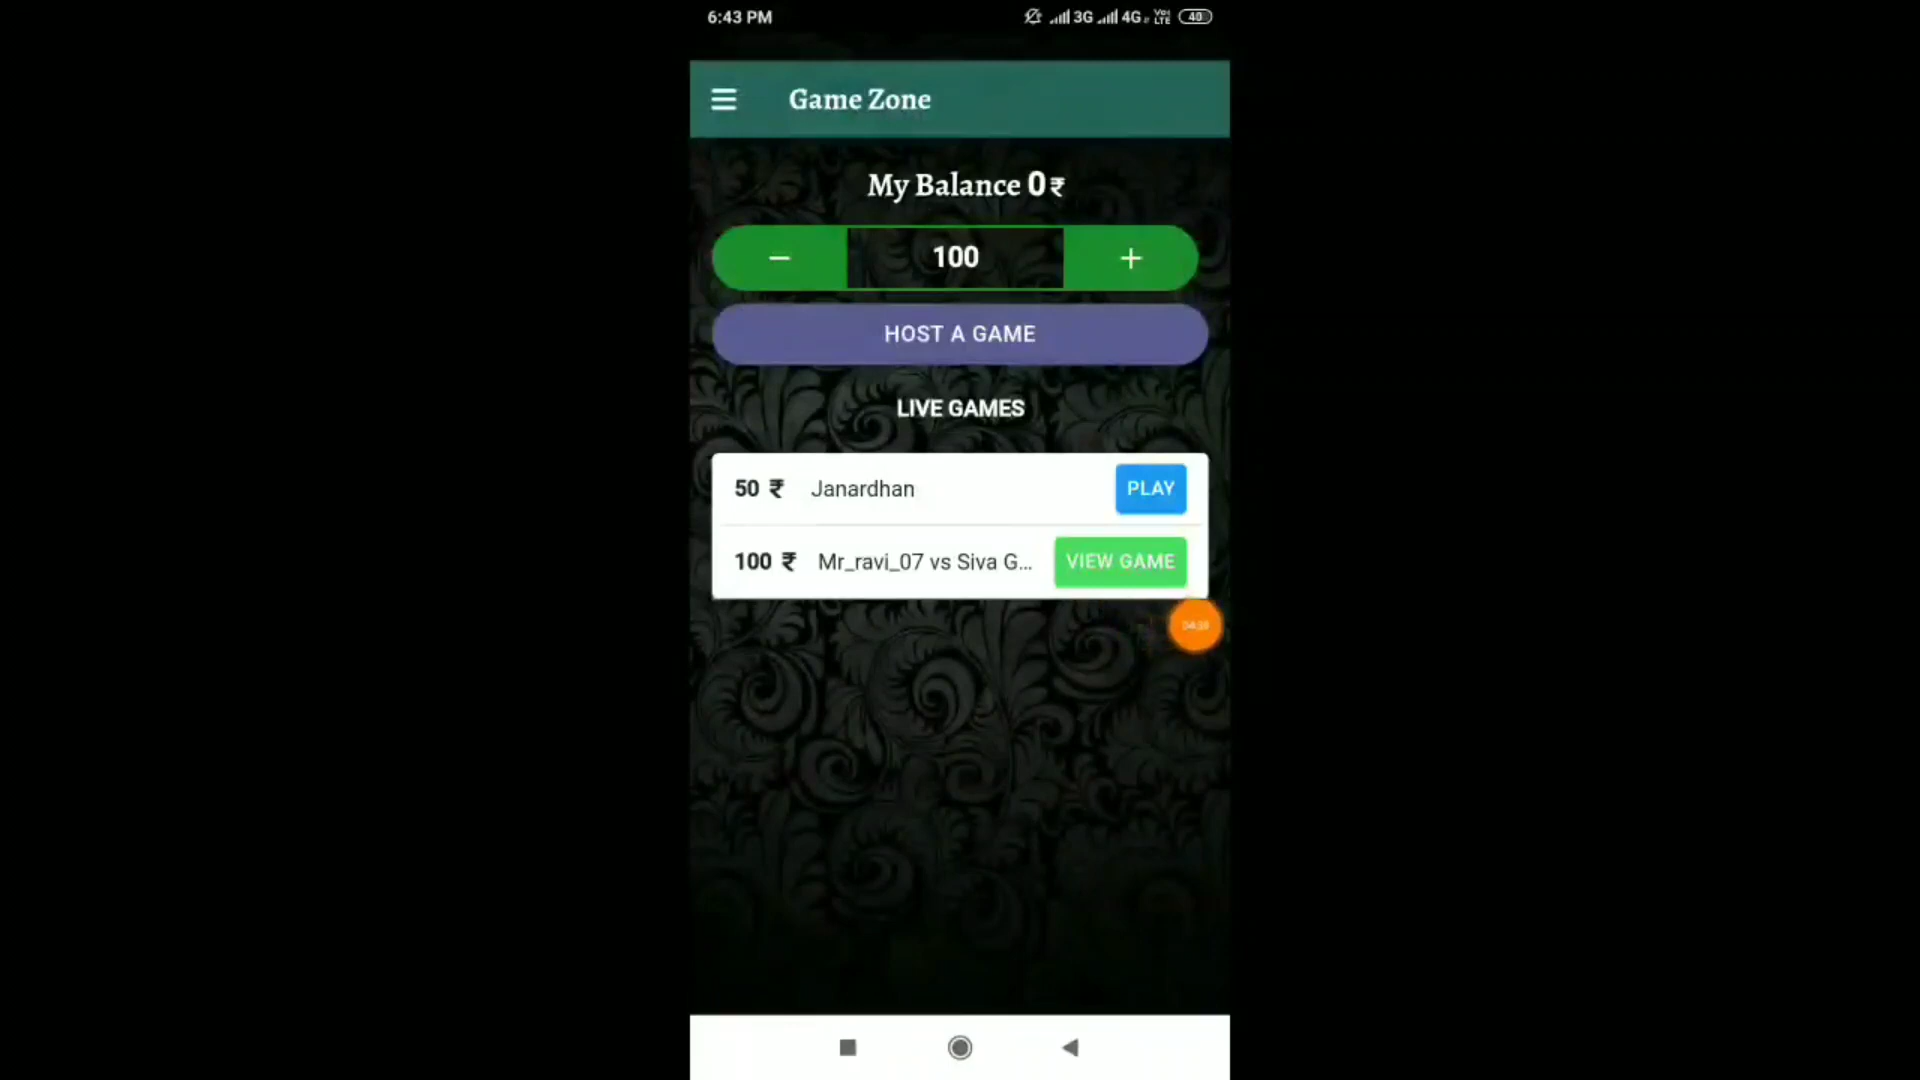 6:43 PM
3G 4G VoLTE 40
Game Zone
My Balance 0₹
− 100 +
HOST A GAME
LIVE GAMES
50 ₹ Janardhan PLAY
100 ₹ Mr_ravi_07 vs Siva G... VIEW GAME